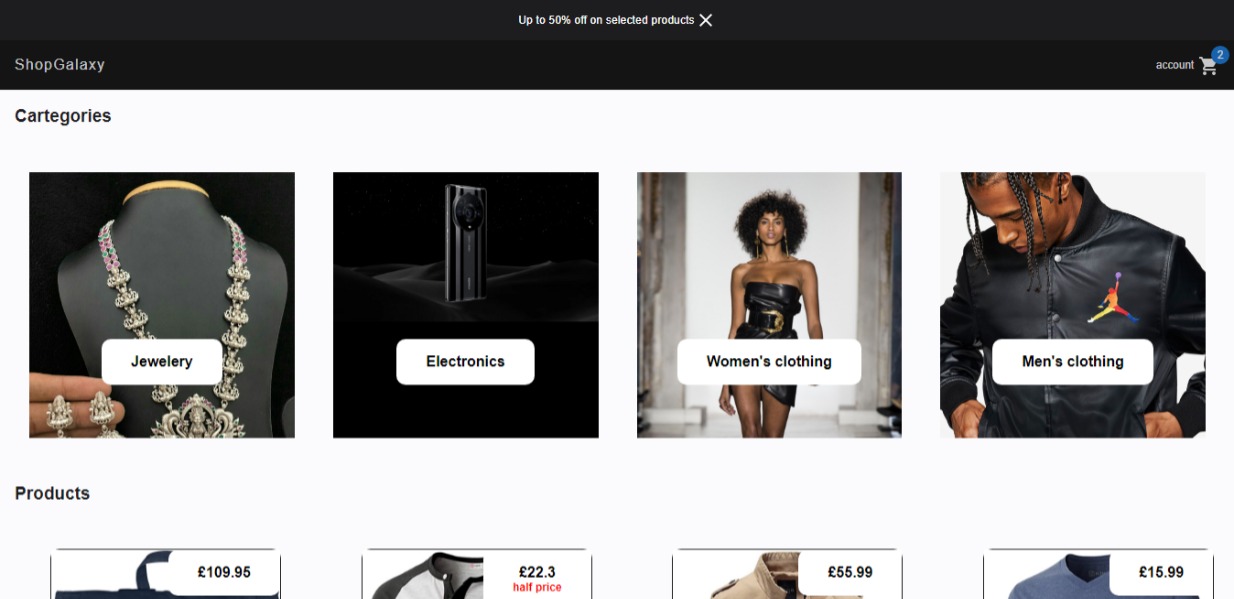 Up to 50% off on selected products
ShopGalaxy
account
2
Cartegories
Jewelery
Electronics
Women's clothing
Men's clothing
Products
£109.95
£22.3
half price
£55.99
£15.99